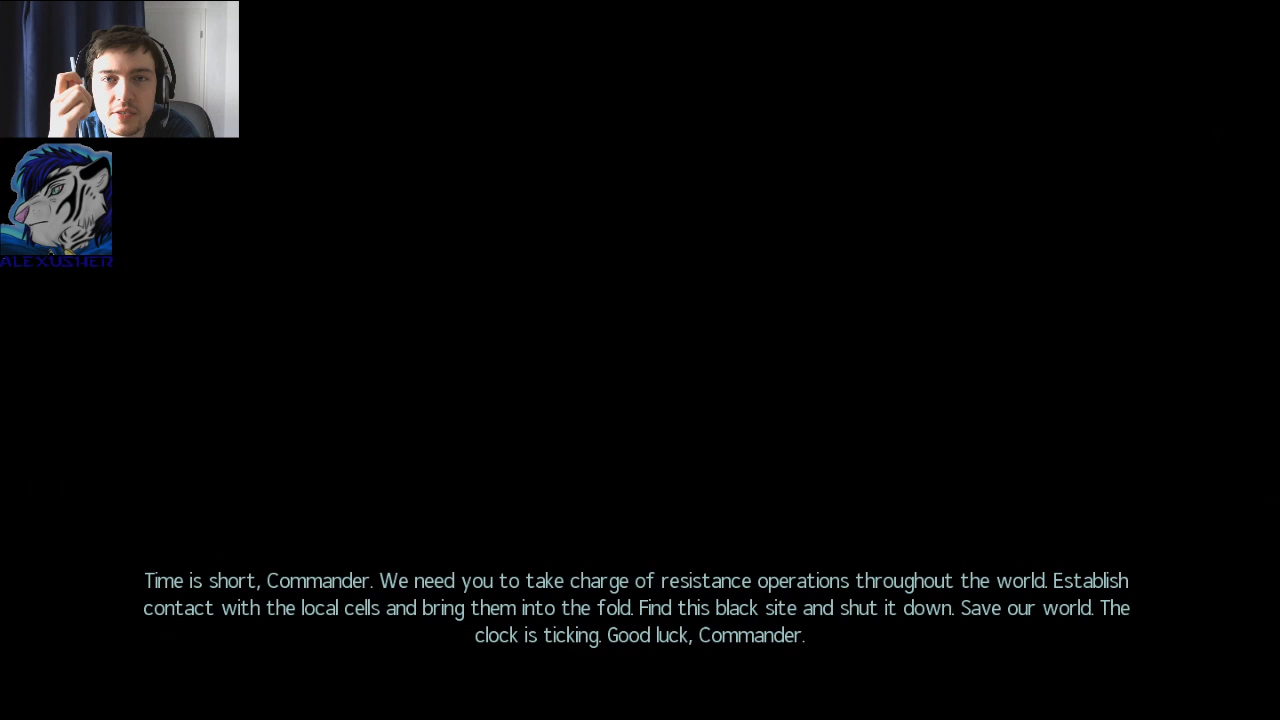 ALEXUSHER
Time is short, Commander. We need you to take charge of resistance operations throughout the world. Establish
contact with the local cells and bring them into the fold. Find this black site and shut it down. Save our world. The
clock is ticking. Good luck, Commander.